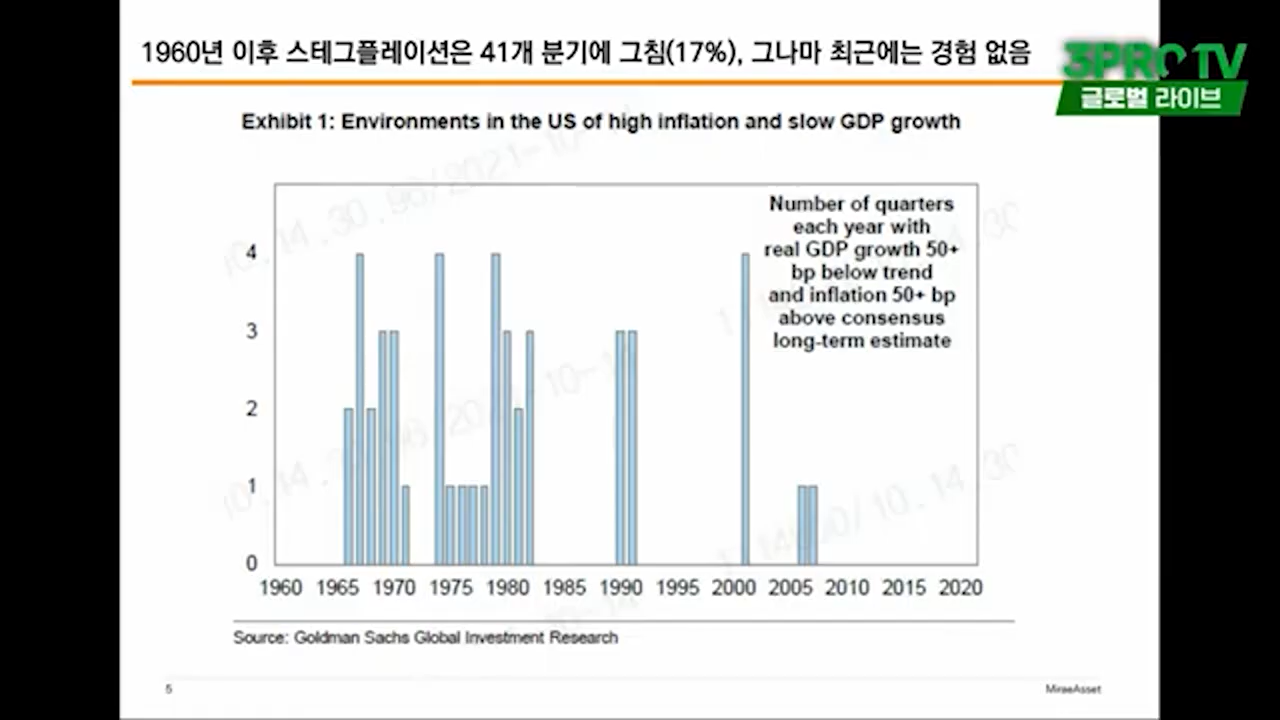 1960년 이후 스테그플레이션은 41개 분기에 그침(17%), 그나마 최근에는 경험 없음
3PRO TV
글로벌 라이브
Exhibit 1: Environments in the US of high inflation and slow GDP growth
Number of quarters
each year with
real GDP growth 50+
bp below trend
and inflation 50+ bp
above consensus
long-term estimate
4
3
2
1
0
1960 1965 1970 1975 1980 1985 1990 1995 2000 2005 2010 2015 2020
Source: Goldman Sachs Global Investment Research
5
MiraeAsset